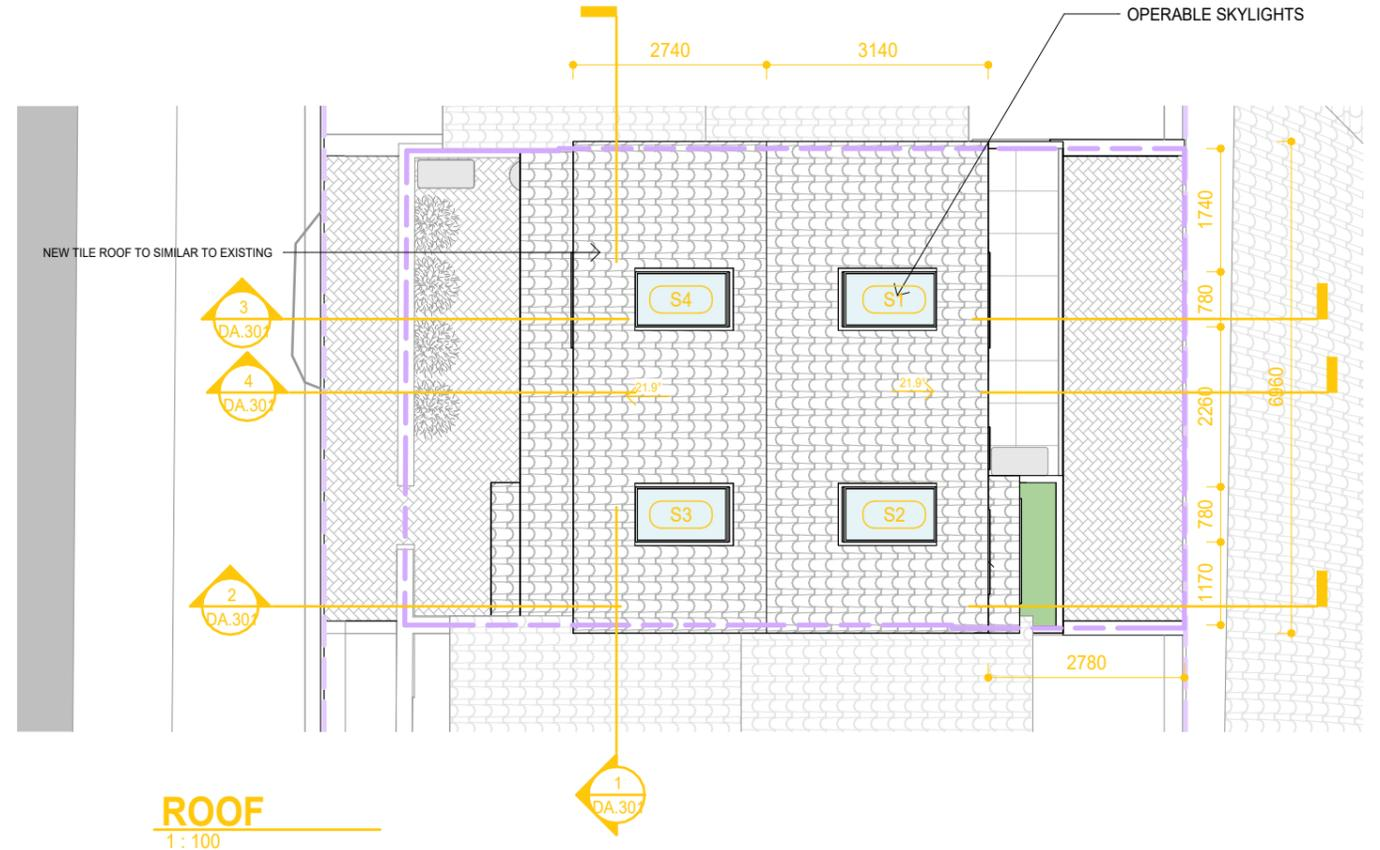 OPERABLE SKYLIGHTS
2740
3140
1740
NEW TILE ROOF TO SIMILAR TO EXISTING
S4
S1
780
3
DA.301
4
DA.301
21.9°
21.9°
2260
6960
S3
S2
780
2
DA.301
1170
2780
1
DA.301
ROOF
1 : 100